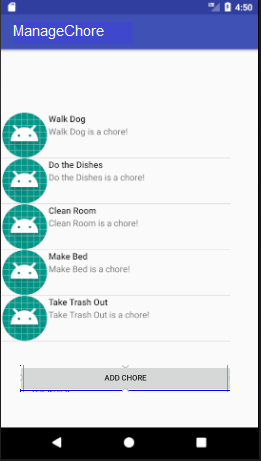 4:50
ManageChore
Walk Dog
Walk Dog is a chore!
Do the Dishes
Do the Dishes is a chore!
Clean Room
Clean Room is a chore!
Make Bed
Make Bed is a chore!
Take Trash Out
Take Trash Out is a chore!
ADD CHORE